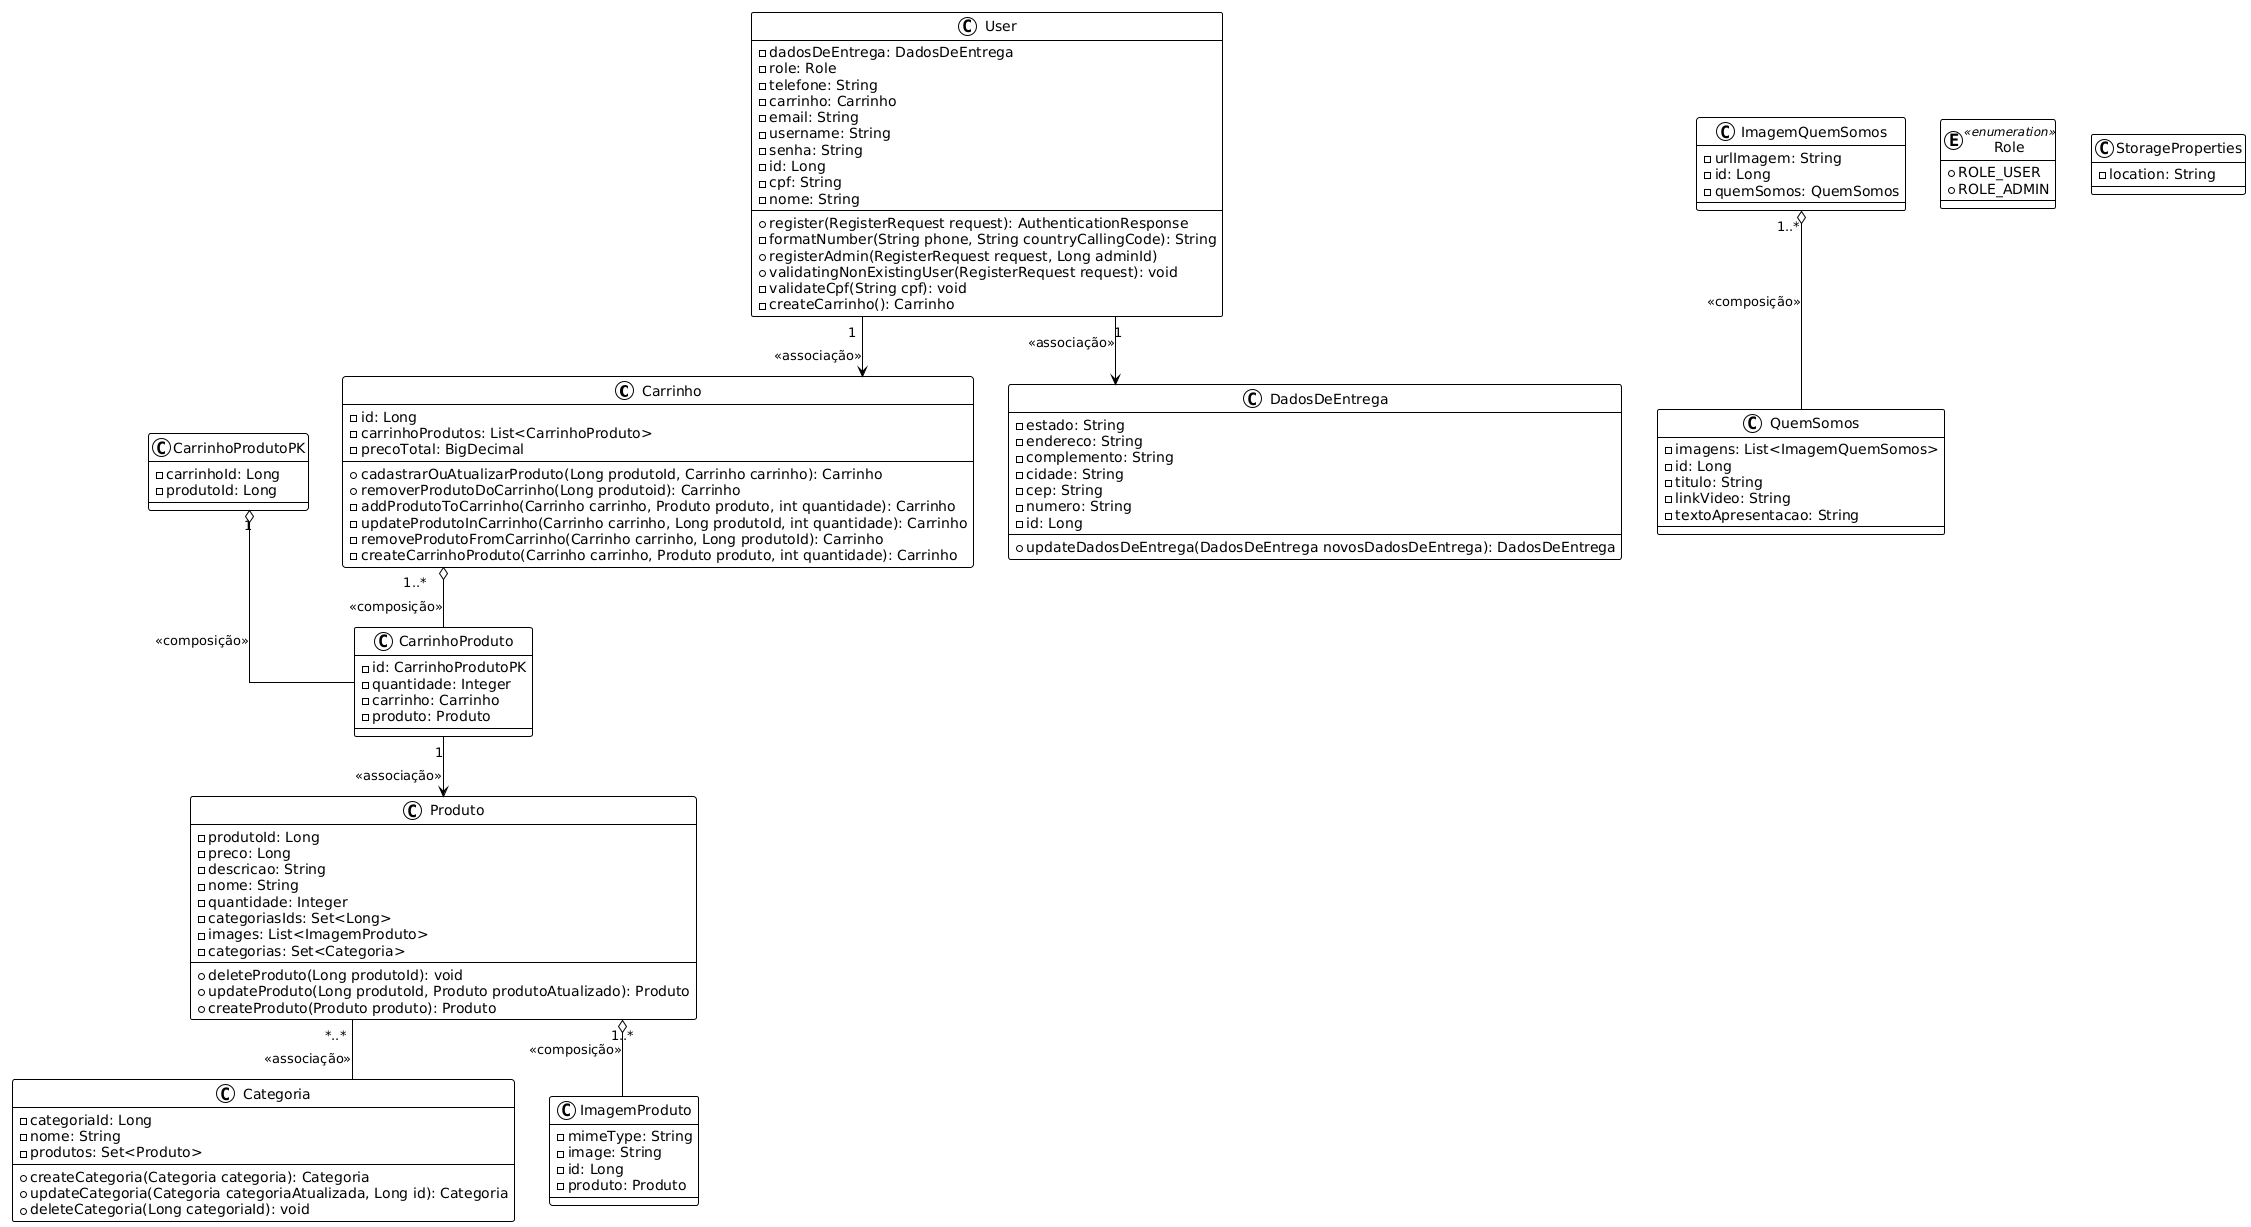 User
dadosDeEntrega: DadosDeEntrega
role: Role
telefone: String
carrinho: Carrinho
email: String
username: String
senha: String
id: Long
cpf: String
nome: String
register(RegisterRequest request): AuthenticationResponse
formatNumber(String phone, String countryCallingCode): String
registerAdmin(RegisterRequest request, Long adminId)
validatingNonExistingUser(RegisterRequest request): void
validateCpf(String cpf): void
createCarrinho(): Carrinho
ImagemQuemSomos
urlImagem: String
id: Long
quemSomos: QuemSomos
«enumeration»
Role
ROLE_USER
ROLE_ADMIN
StorageProperties
location: String
1..*
«composição»
1
«associação»
1
«associação»
Carrinho
id: Long
carrinhoProdutos: List<CarrinhoProduto>
precoTotal: BigDecimal
cadastrarOuAtualizarProduto(Long produtoId, Carrinho carrinho): Carrinho
removerProdutoDoCarrinho(Long produtoid): Carrinho
addProdutoToCarrinho(Carrinho carrinho, Produto produto, int quantidade): Carrinho
updateProdutoInCarrinho(Carrinho carrinho, Long produtoId, int quantidade): Carrinho
removeProdutoFromCarrinho(Carrinho carrinho, Long produtoId): Carrinho
createCarrinhoProduto(Carrinho carrinho, Produto produto, int quantidade): Carrinho
DadosDeEntrega
estado: String
endereco: String
complemento: String
cidade: String
cep: String
numero: String
id: Long
updateDadosDeEntrega(DadosDeEntrega novosDadosDeEntrega): DadosDeEntrega
QuemSomos
imagens: List<ImagemQuemSomos>
id: Long
titulo: String
linkVideo: String
textoApresentacao: String
CarrinhoProdutoPK
carrinhoId: Long
produtoId: Long
1
«composição»
1..*
«composição»
CarrinhoProduto
id: CarrinhoProdutoPK
quantidade: Integer
carrinho: Carrinho
produto: Produto
1
«associação»
Produto
produtoId: Long
preco: Long
descricao: String
nome: String
quantidade: Integer
categoriasIds: Set<Long>
images: List<ImagemProduto>
categorias: Set<Categoria>
deleteProduto(Long produtoId): void
updateProduto(Long produtoId, Produto produtoAtualizado): Produto
createProduto(Produto produto): Produto
*..*
«associação»
1..*
«composição»
Categoria
categoriaId: Long
nome: String
produtos: Set<Produto>
createCategoria(Categoria categoria): Categoria
updateCategoria(Categoria categoriaAtualizada, Long id): Categoria
deleteCategoria(Long categoriaId): void
ImagemProduto
mimeType: String
image: String
id: Long
produto: Produto